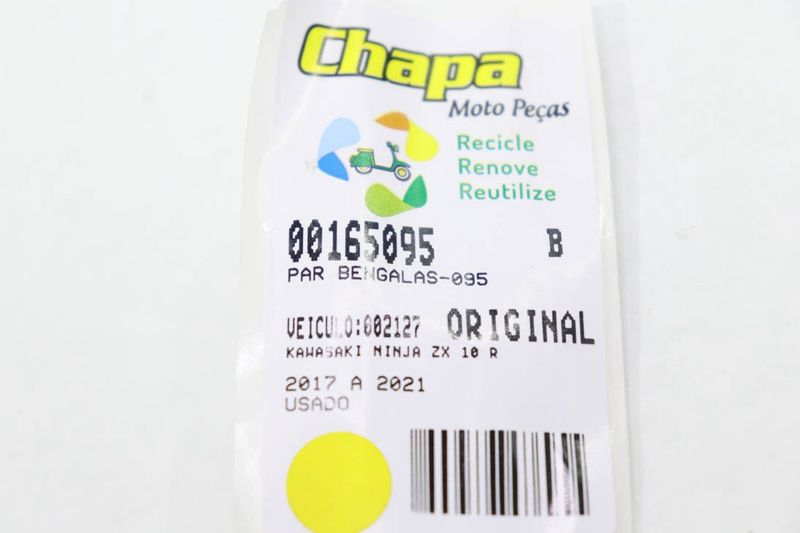 Chapa
Moto Peças
Recicle
Renove
Reutilize
00165095 B
PAR BENGALAS-095
VEICULO:002127 ORIGINAL
KAWASAKI NINJA ZX 10 R
2017 A 2021
USADO